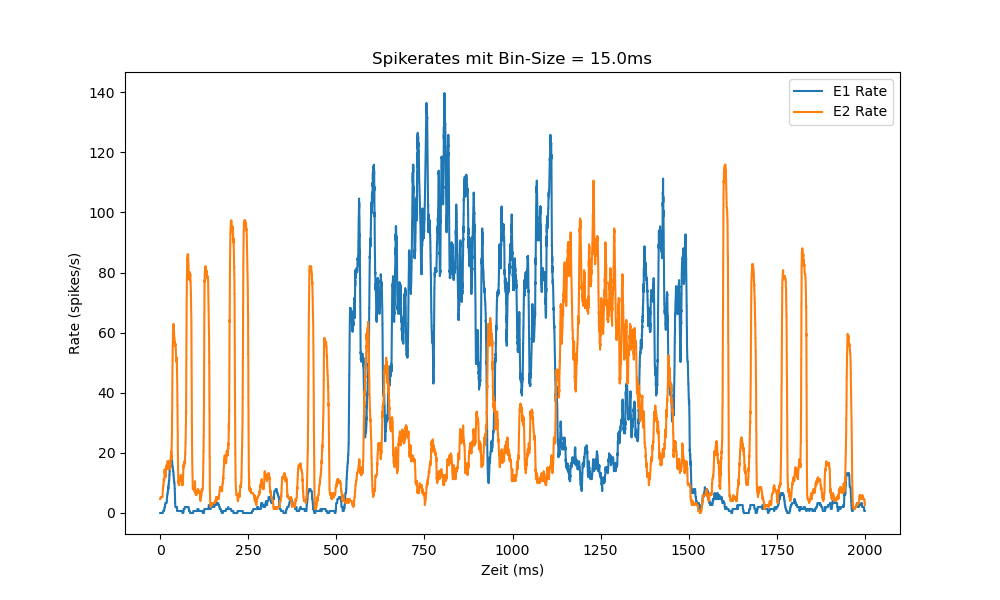 Spikerates mit Bin-Size = 15.0ms
E1 Rate
E2 Rate
Rate (spikes/s)
140
120
100
80
60
40
20
0
0 250 500 750 1000 1250 1500 1750 2000
Zeit (ms)